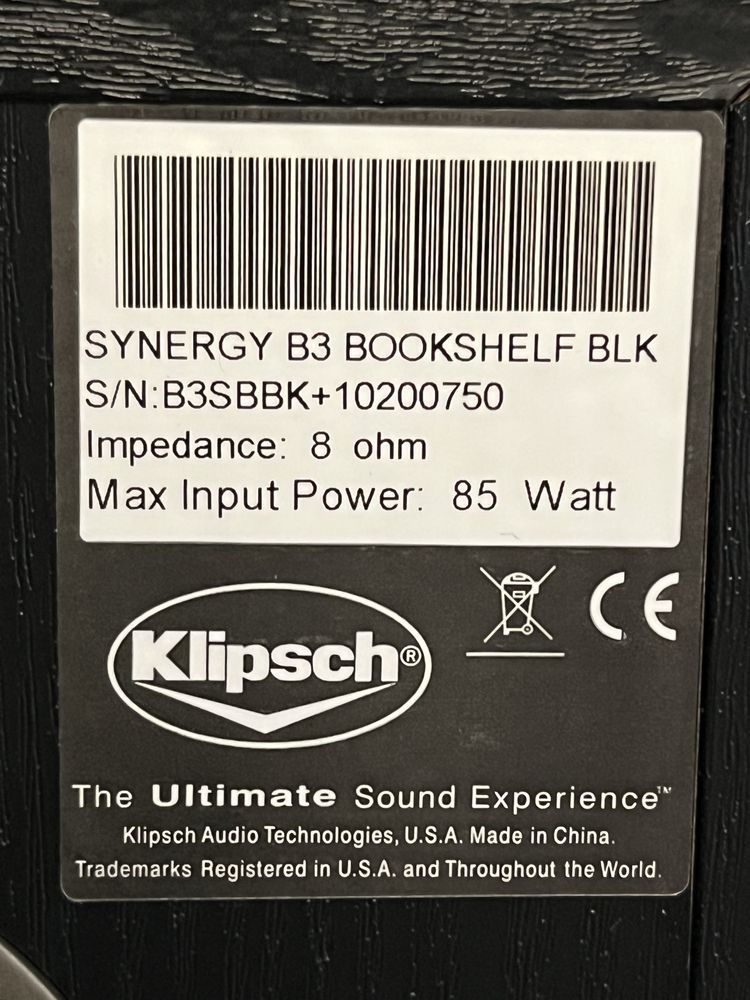 SYNERGY B3 BOOKSHELF BLK
S/N:B3SBBK+10200750
Impedance: 8 ohm
Max Input Power: 85 Watt
CE
Klipsch®
The Ultimate Sound Experience™
Klipsch Audio Technologies, U.S.A. Made in China.
Trademarks Registered in U.S.A. and Throughout the World.